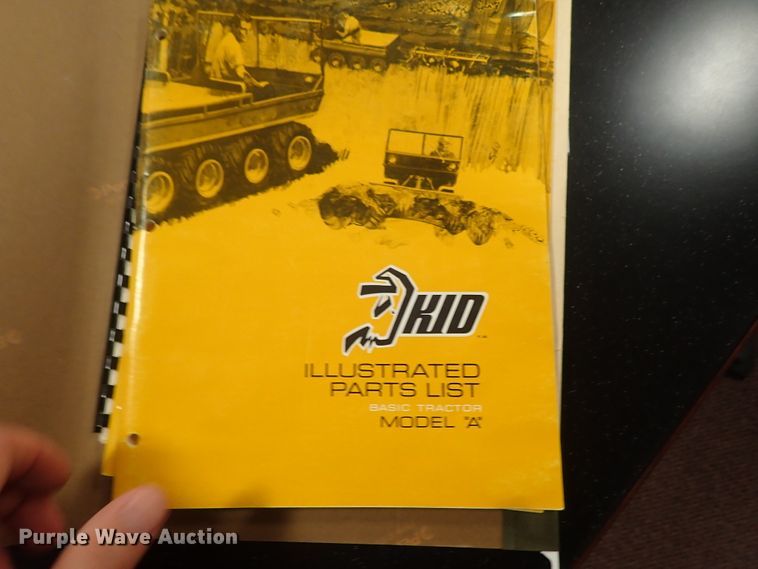 KID
ILLUSTRATED
PARTS LIST
BASIC TRACTOR
MODEL "A"
Purple Wave Auction